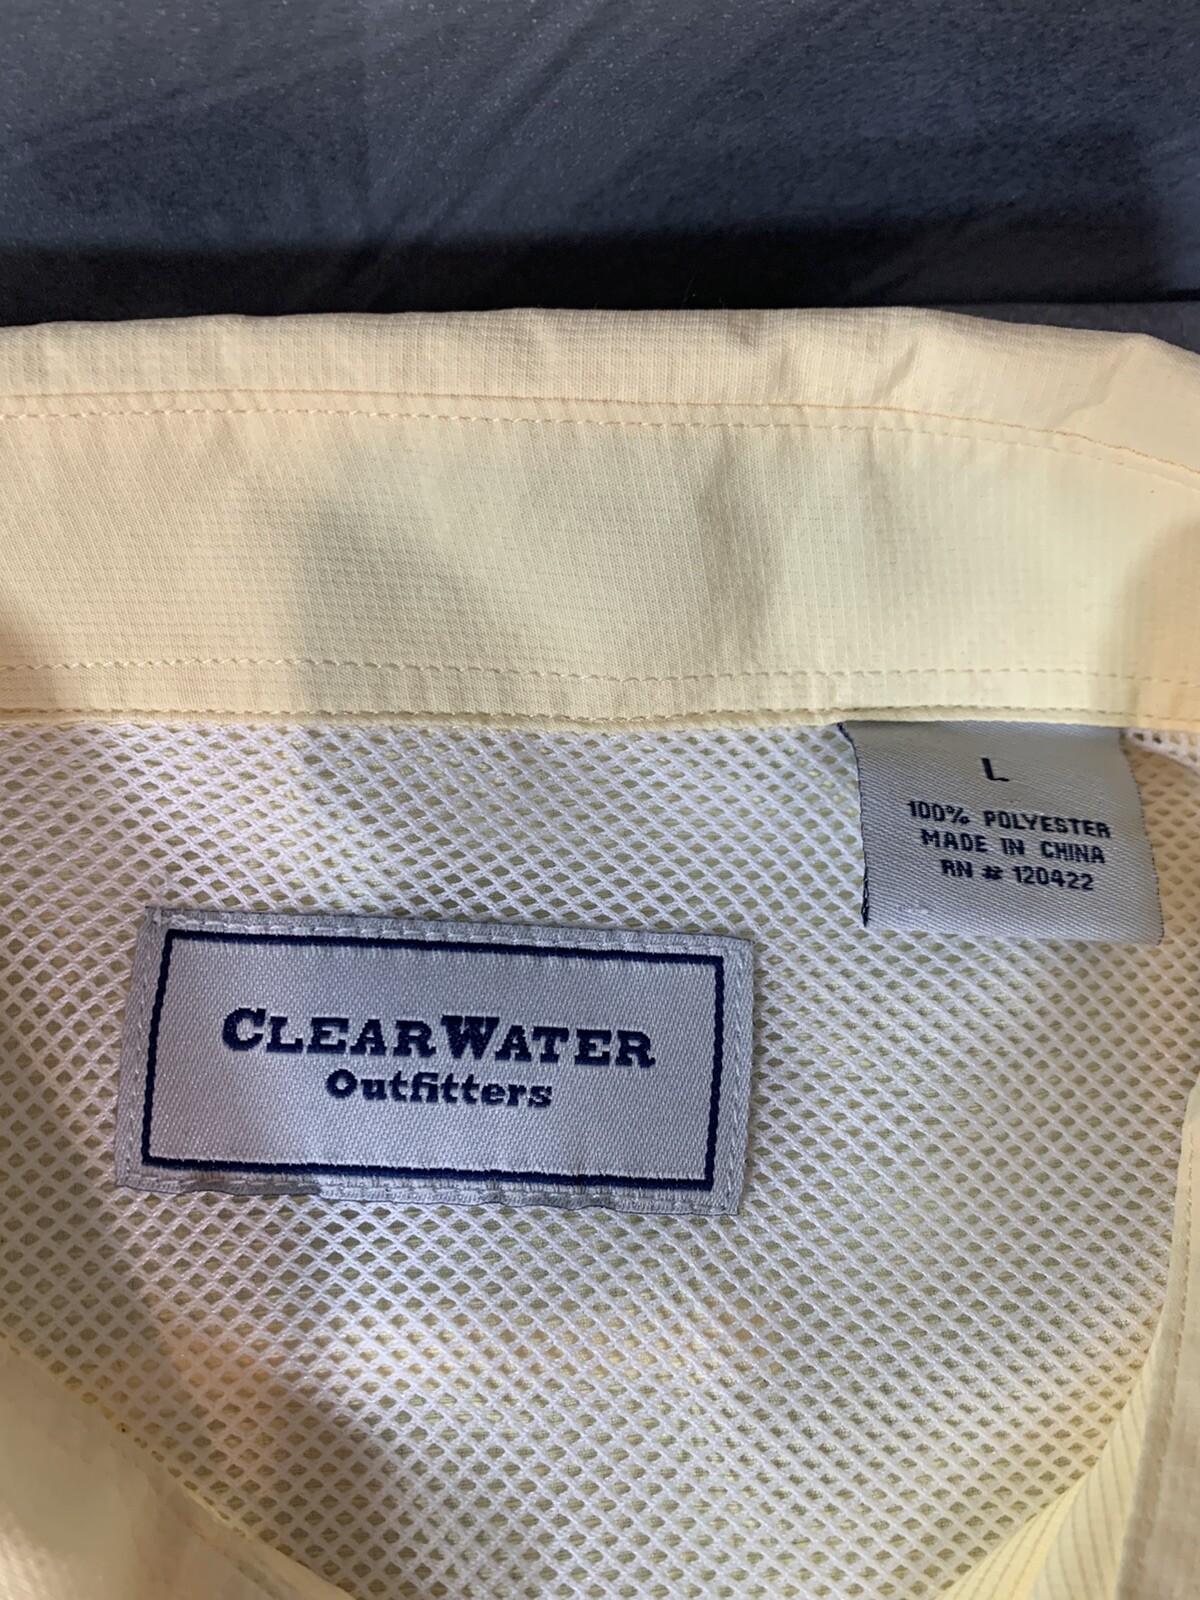 L
100% POLYESTER
MADE IN CHINA
RN # 120422
CLEARWATER
Outfitters